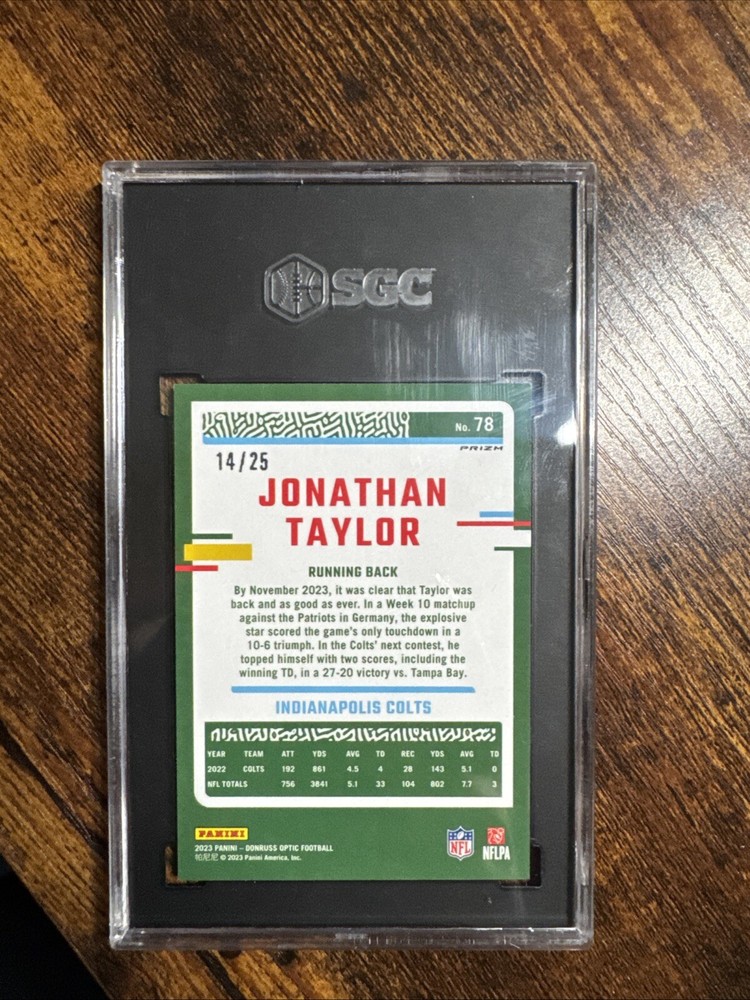 SGC
No. 78
PRIZM
14/25
JONATHAN
TAYLOR
RUNNING BACK
By November 2023, it was clear that Taylor was
back and as good as ever. In a Week 10 matchup
against the Patriots in Germany, the explosive
star scored the game's only touchdown in a
10-6 triumph. In the Colts' next contest, he
topped himself with two scores, including the
winning TD, in a 27-20 victory vs. Tampa Bay.
INDIANAPOLIS COLTS
YEAR TEAM ATT YDS AVG TD REC YDS AVG TD
2022 COLTS 192 861 4.5 4 28 143 5.1 0
NFL TOTALS 756 3841 5.1 33 104 802 7.7 3
PANINI
2023 PANINI – DONRUSS OPTIC FOOTBALL
帕尼尼 © 2023 Panini America, Inc.
NFL
NFLPA